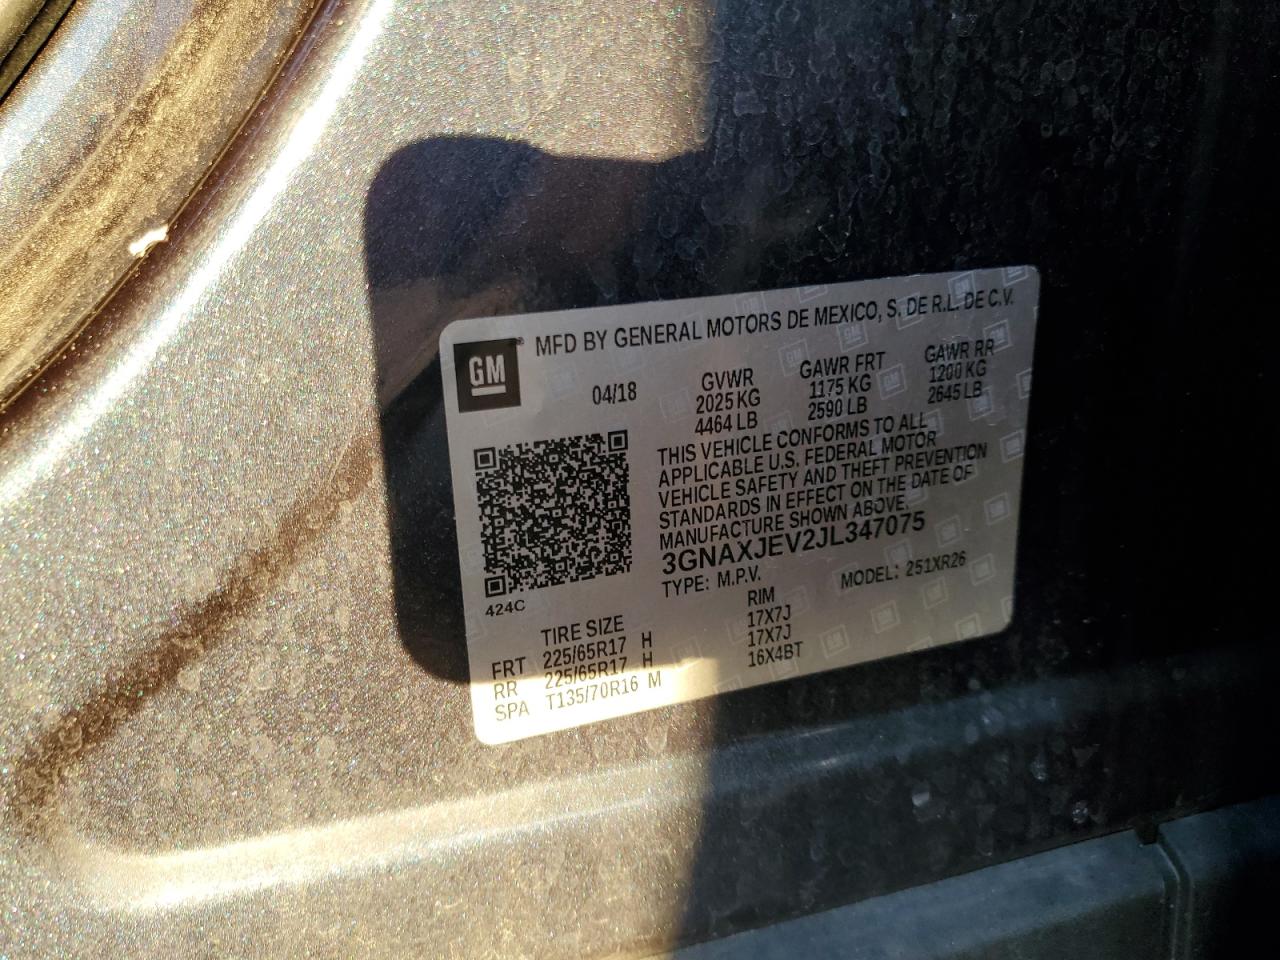 GM
MFD BY GENERAL MOTORS DE MEXICO, S. DE R.L. DE C.V.
04/18
GVWR
2025 KG
4464 LB
GAWR FRT
1175 KG
2590 LB
GAWR RR
1200 KG
2645 LB
THIS VEHICLE CONFORMS TO ALL
APPLICABLE U.S. FEDERAL MOTOR
VEHICLE SAFETY AND THEFT PREVENTION
STANDARDS IN EFFECT ON THE DATE OF
MANUFACTURE SHOWN ABOVE.
3GNAXJEV2JL347075
TYPE: M.P.V. MODEL: 251XR26
424C
TIRE SIZE RIM
FRT 225/65R17 H 17X7J
RR 225/65R17 H 17X7J
SPA T135/70R16 M 16X4BT